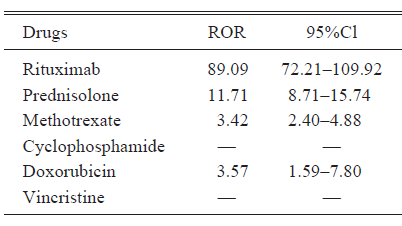 Drugs ROR 95%Cl
Rituximab 89.09 72.21–109.92
Prednisolone 11.71 8.71–15.74
Methotrexate 3.42 2.40–4.88
Cyclophosphamide — —
Doxorubicin 3.57 1.59–7.80
Vincristine — —